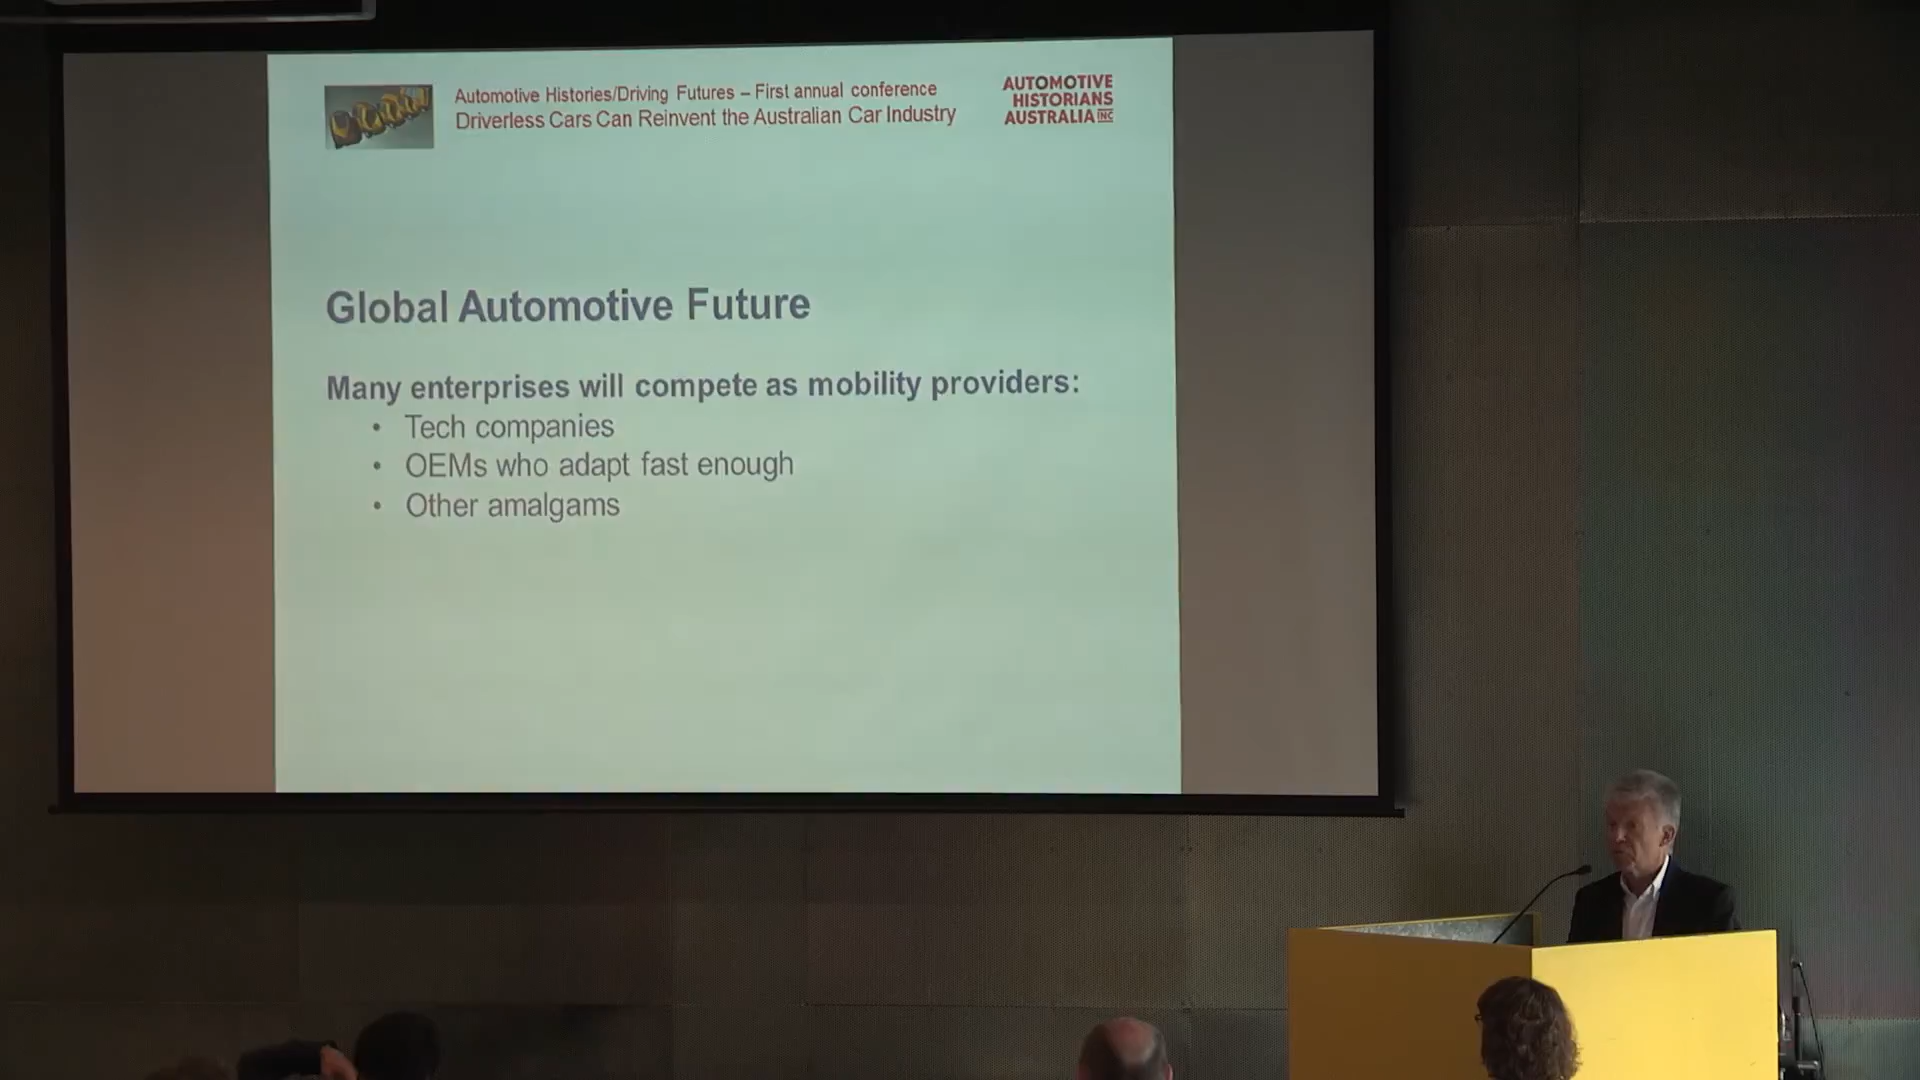 Automotive Histories/Driving Futures – First annual conference
Driverless Cars Can Reinvent the Australian Car Industry
AUTOMOTIVE
HISTORIANS
AUSTRALIA INC
Global Automotive Future
Many enterprises will compete as mobility providers:
• Tech companies
• OEMs who adapt fast enough
• Other amalgams